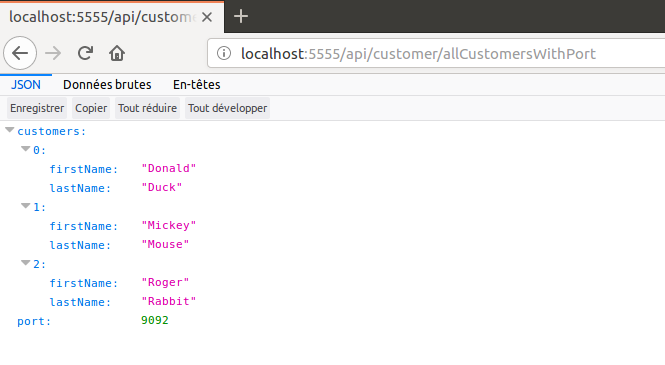 localhost:5555/api/custome
localhost:5555/api/customer/allCustomersWithPort
JSON Données brutes En-têtes
Enregistrer Copier Tout réduire Tout développer
customers:
0:
firstName: "Donald"
lastName: "Duck"
1:
firstName: "Mickey"
lastName: "Mouse"
2:
firstName: "Roger"
lastName: "Rabbit"
port: 9092